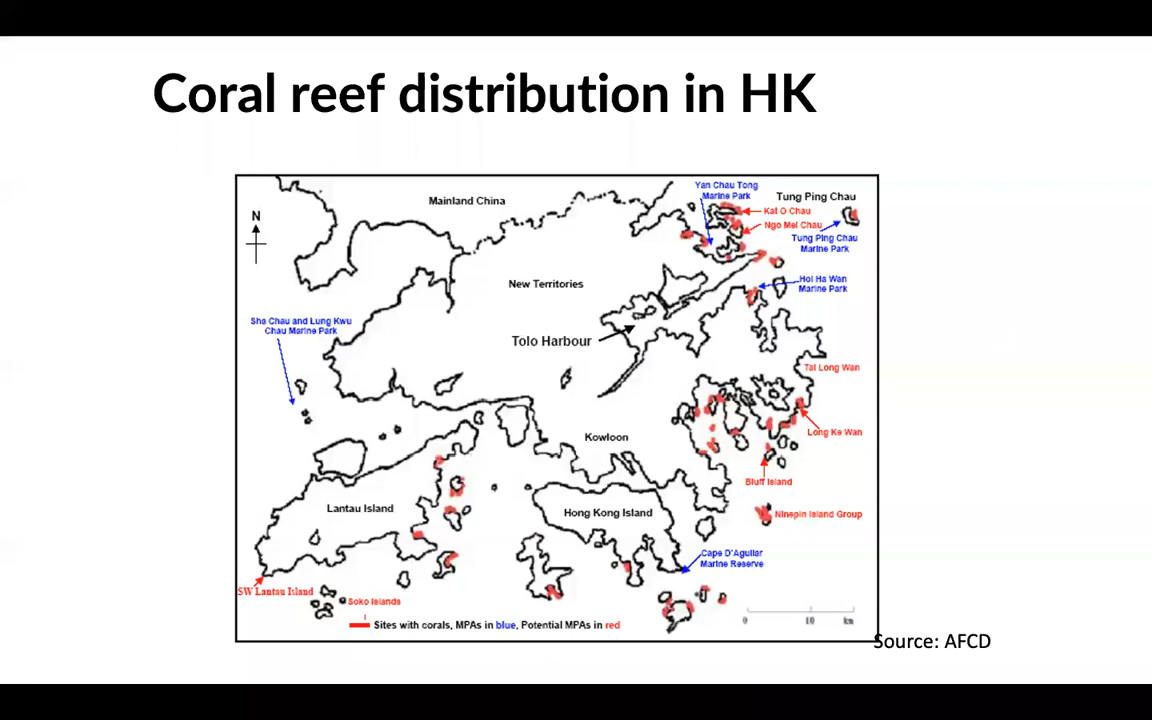 Coral reef distribution in HK
Mainland China
Yan Chau Tong
Marine Park
Tung Ping Chau
Kat O Chau
Ngo Mei Chau
Tung Ping Chau
Marine Park
N
New Territories
Hoi Ha Wan
Marine Park
Sha Chau and Lung Kwu
Chau Marine Park
Tolo Harbour
Tai Long Wan
Long Ke Wan
Kowloon
Bluff Island
Lantau Island
Hong Kong Island
Ninepin Island Group
Cape D'Aguilar
Marine Reserve
SW Lantau Island
Soko Islands
0 10 km
Sites with corals, MPAs in blue, Potential MPAs in red
Source: AFCD